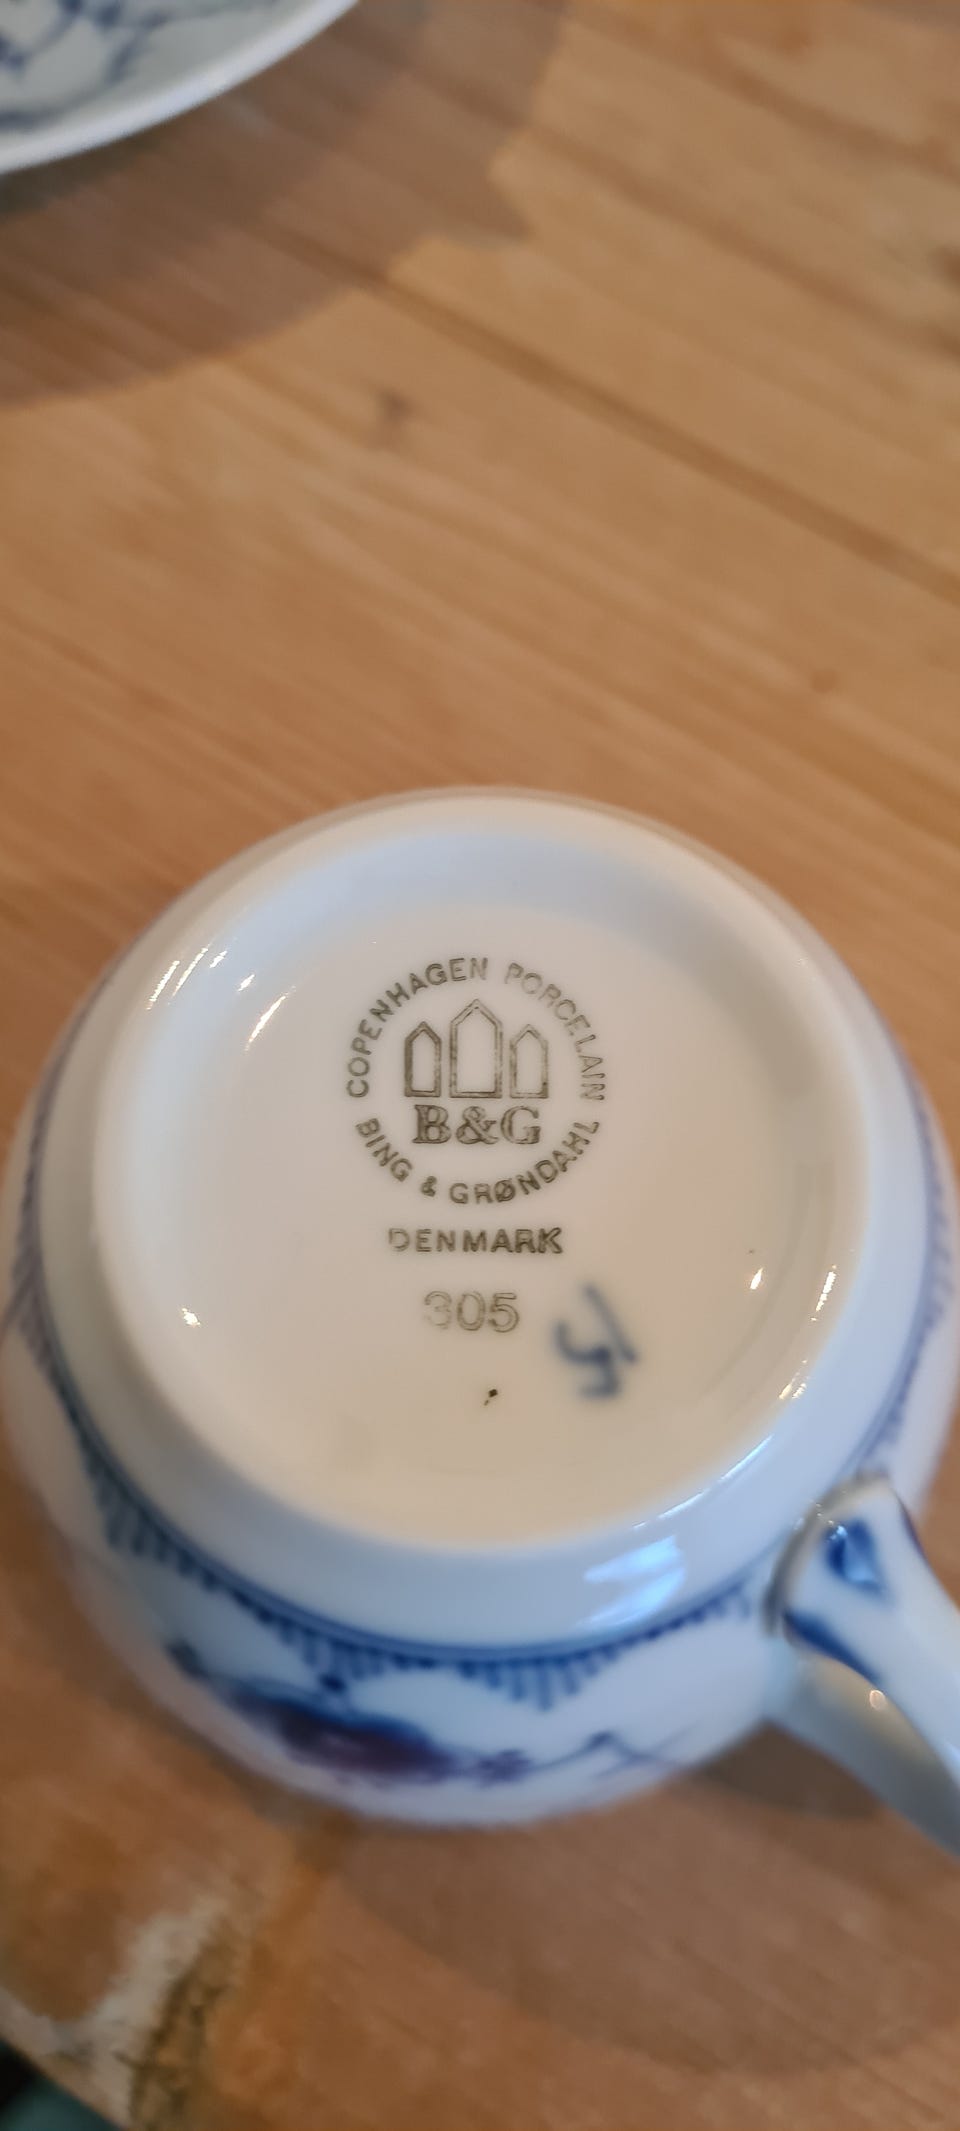 COPENHAGEN PORCELAIN
B&G
BING & GRØNDAHL
DENMARK
305